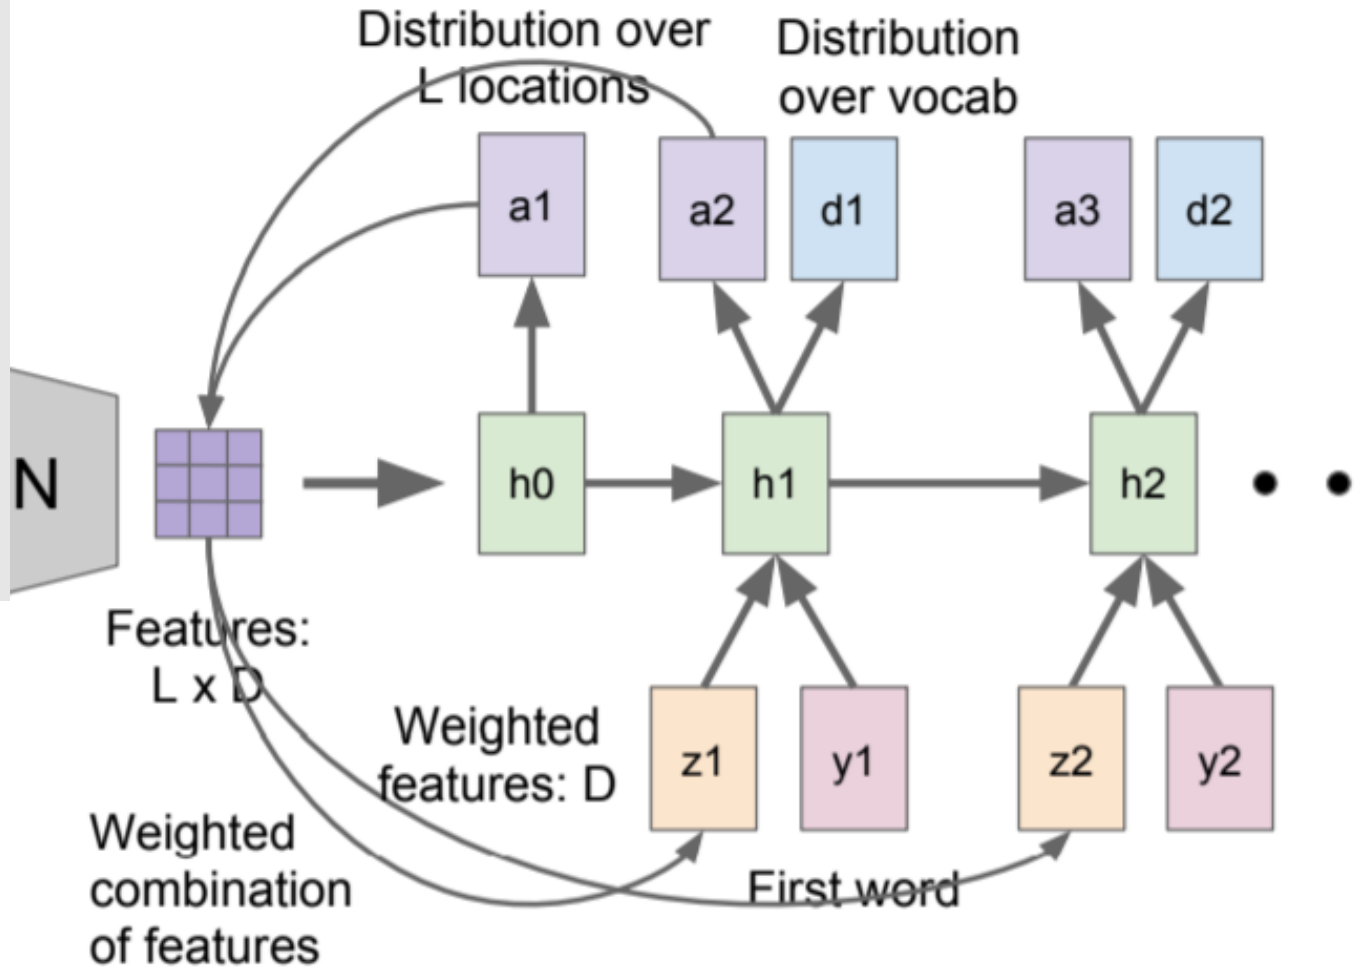 Distribution over
L locations
Distribution
over vocab
a1
a2
d1
a3
d2
N
h0
h1
h2
Features:
L x D
Weighted
features: D
z1
y1
z2
y2
Weighted
combination
of features
First word